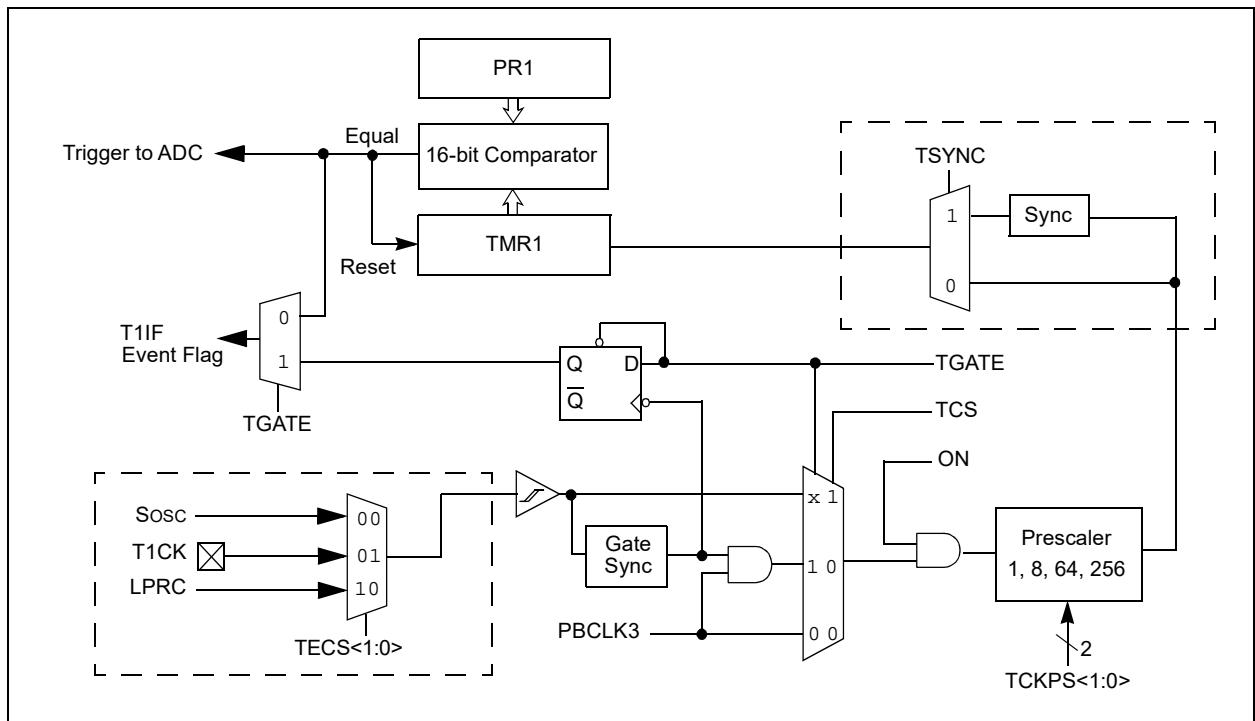 PR1
Equal
Trigger to ADC
16-bit Comparator
TSYNC
1
Sync
TMR1
Reset
0
0
T1IF
Event Flag
1
Q
D
TGATE
Q̅
TCS
TGATE
ON
x 1
SOSC
00
T1CK
01
Gate
Sync
Prescaler
1, 8, 64, 256
LPRC
10
1 0
PBCLK3
0 0
TECS<1:0>
2
TCKPS<1:0>